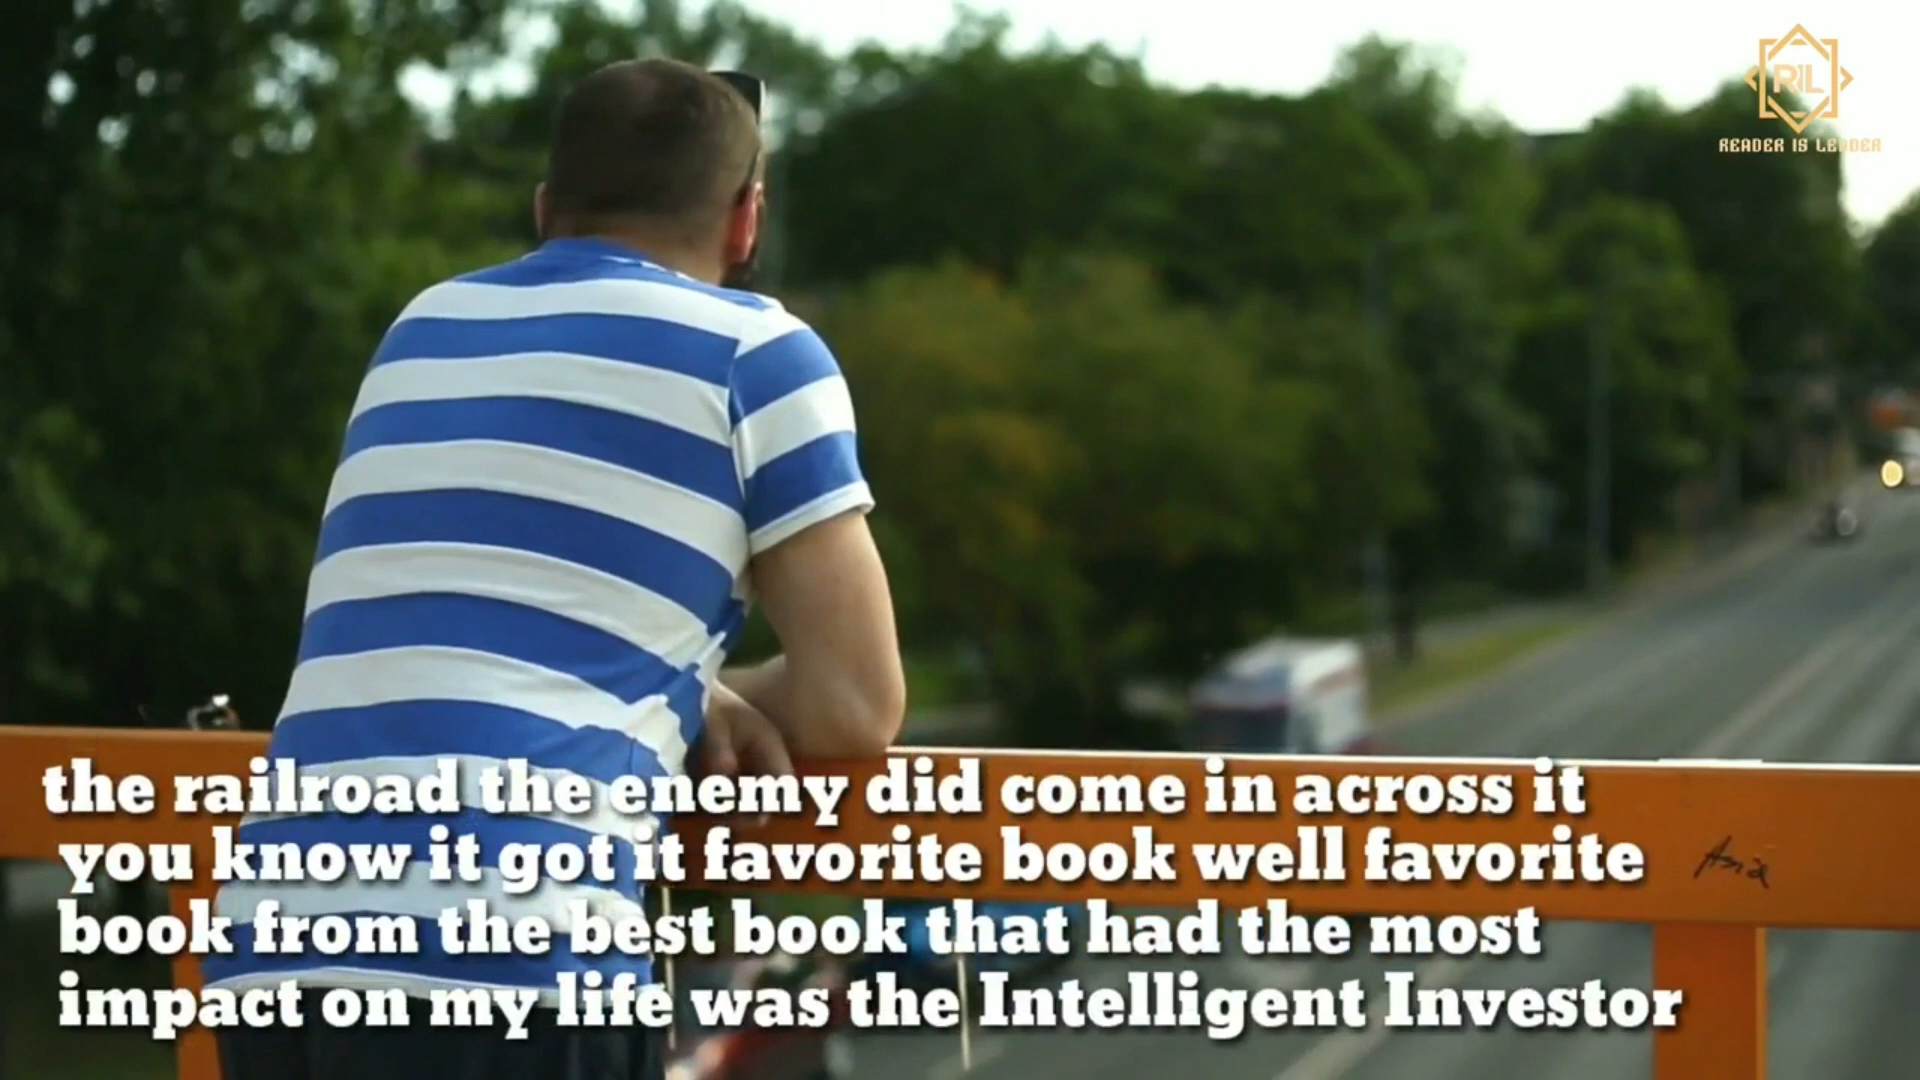 RIL
READER IS LEADER
the railroad the enemy did come in across it
you know it got it favorite book well favorite
Asia
book from the best book that had the most
impact on my life was the Intelligent Investor